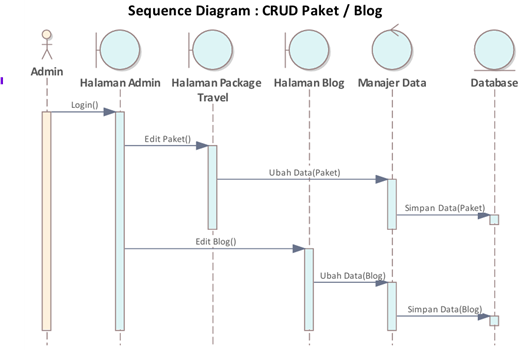 Sequence Diagram : CRUD Paket / Blog
Admin
Halaman Admin
Halaman Package
Travel
Halaman Blog
Manajer Data
Database
Login()
Edit Paket()
Ubah Data(Paket)
Simpan Data(Paket)
Edit Blog()
Ubah Data(Blog)
Simpan Data(Blog)